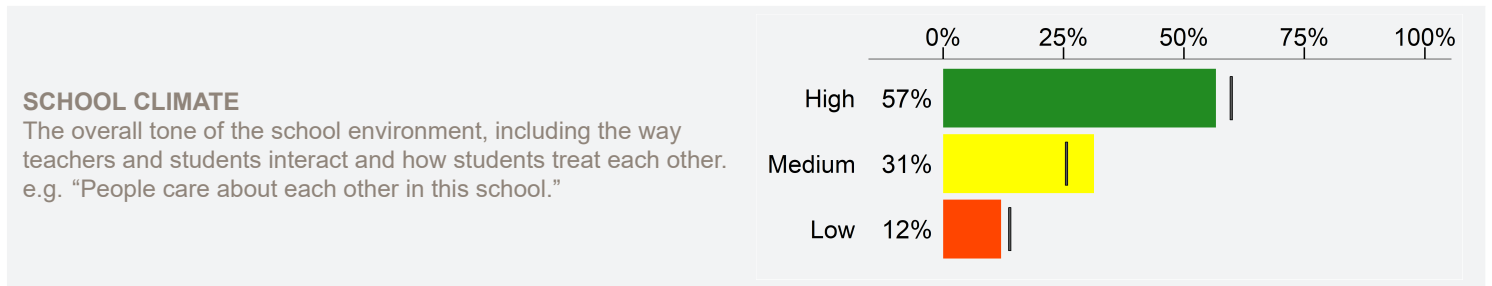 SCHOOL CLIMATE
The overall tone of the school environment, including the way
teachers and students interact and how students treat each other.
e.g. “People care about each other in this school.”
0% 25% 50% 75% 100%
High 57%
Medium 31%
Low 12%